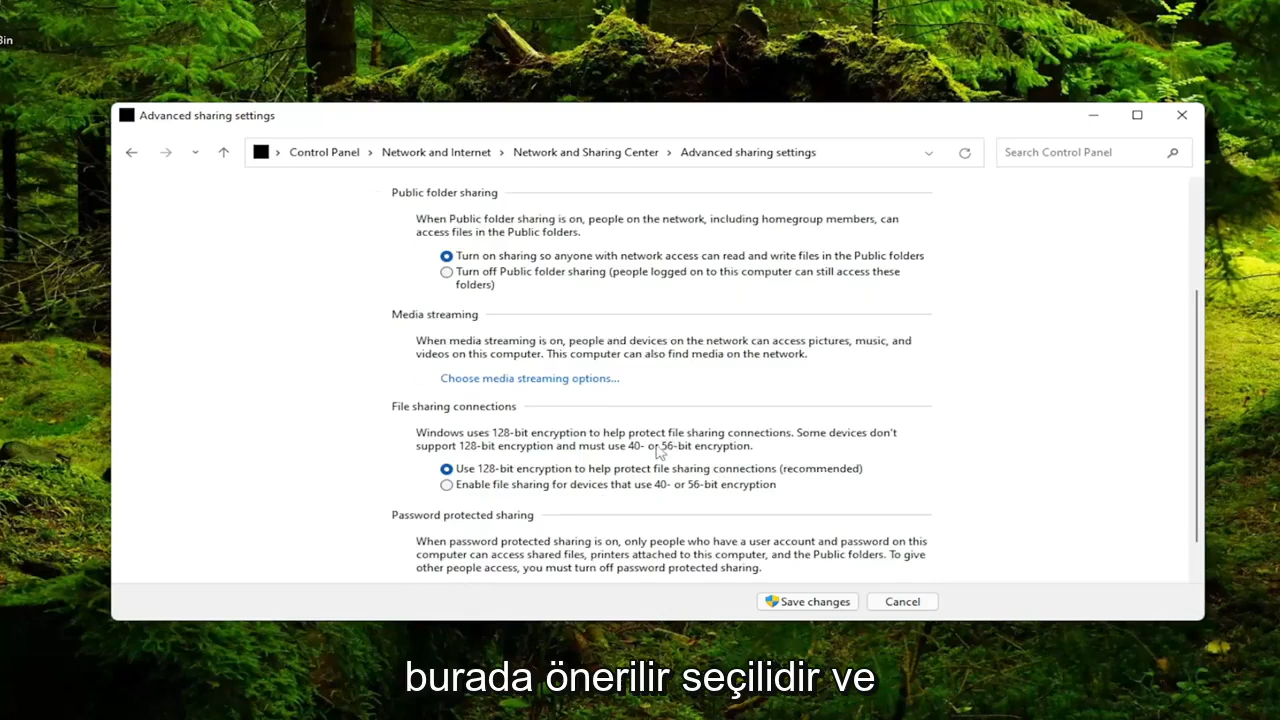 Bin
Advanced sharing settings
Control Panel > Network and Internet > Network and Sharing Center > Advanced sharing settings
Search Control Panel
Public folder sharing
When Public folder sharing is on, people on the network, including homegroup members, can
access files in the Public folders.
Turn on sharing so anyone with network access can read and write files in the Public folders
Turn off Public folder sharing (people logged on to this computer can still access these
folders)
Media streaming
When media streaming is on, people and devices on the network can access pictures, music, and
videos on this computer. This computer can also find media on the network.
Choose media streaming options...
File sharing connections
Windows uses 128-bit encryption to help protect file sharing connections. Some devices don't
support 128-bit encryption and must use 40- or 56-bit encryption.
Use 128-bit encryption to help protect file sharing connections (recommended)
Enable file sharing for devices that use 40- or 56-bit encryption
Password protected sharing
When password protected sharing is on, only people who have a user account and password on this
computer can access shared files, printers attached to this computer, and the Public folders. To give
other people access, you must turn off password protected sharing.
Save changes
Cancel
burada önerilir seçilidir ve